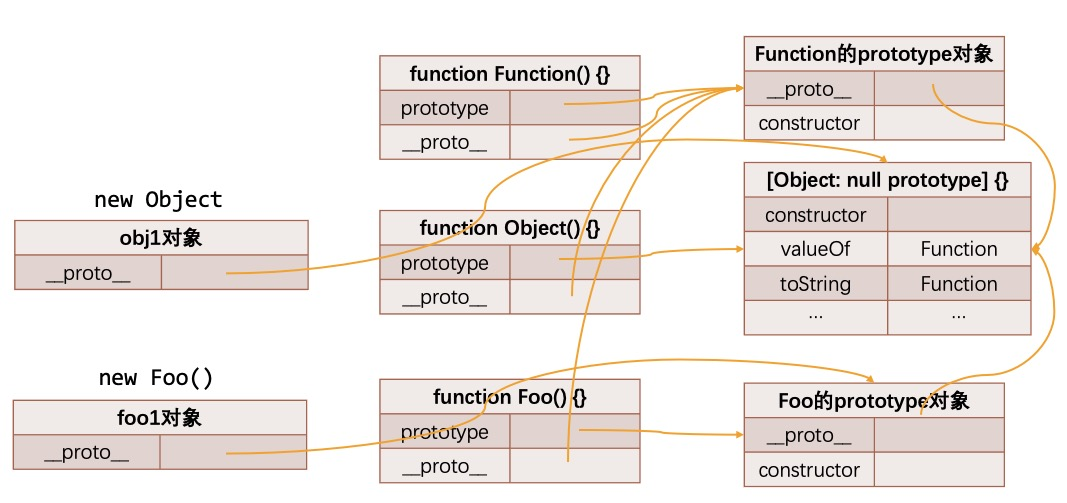 function Function() {}
prototype
__proto__
Function的prototype对象
__proto__
constructor
new Object
obj1对象
__proto__
function Object() {}
prototype
__proto__
[Object: null prototype] {}
constructor
valueOf Function
toString Function
... ...
new Foo()
foo1对象
__proto__
function Foo() {}
prototype
__proto__
Foo的prototype对象
__proto__
constructor